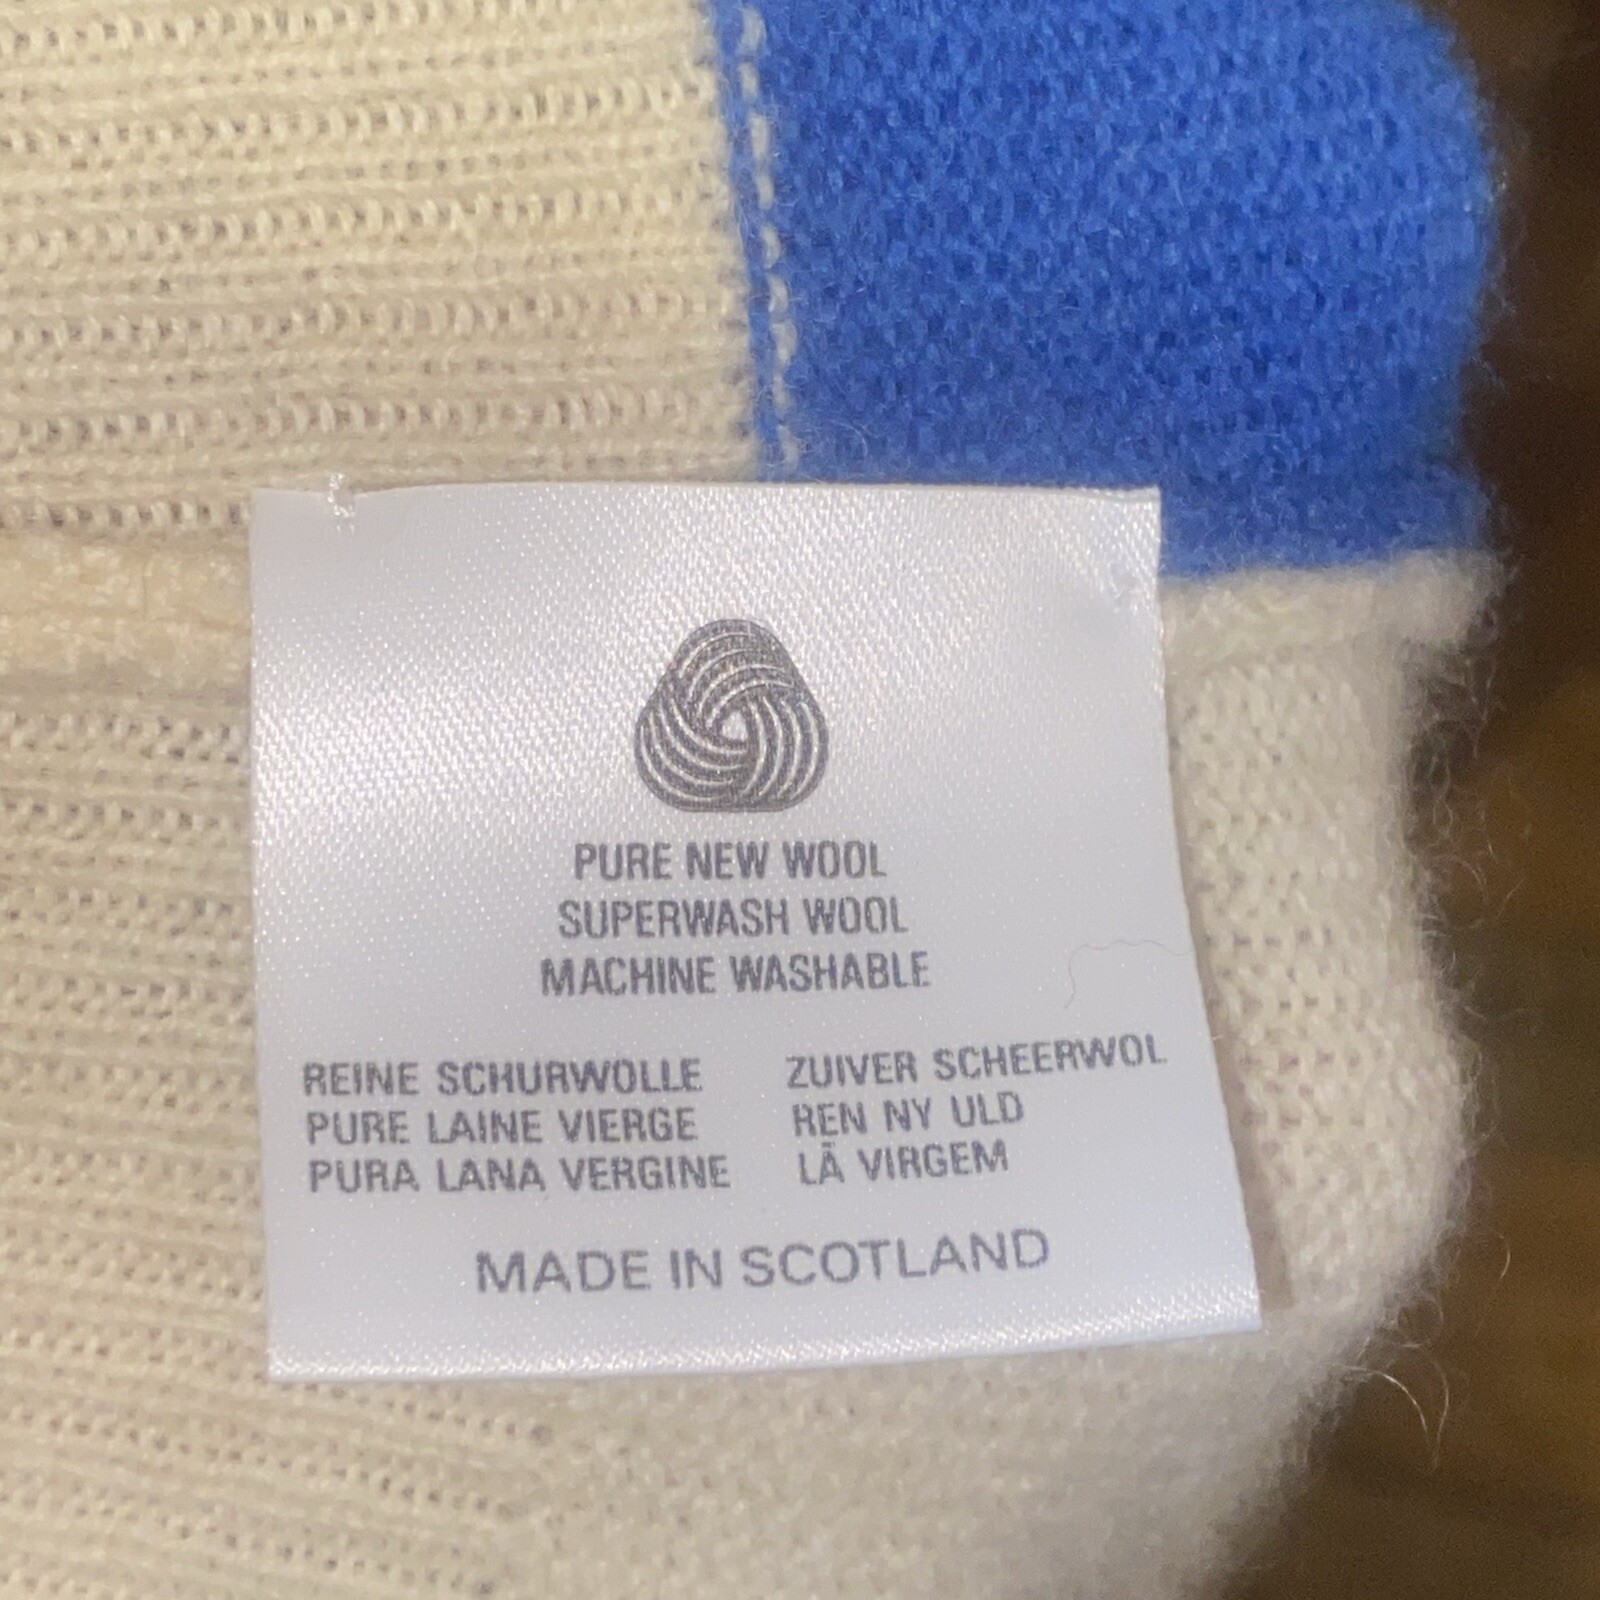 PURE NEW WOOL
SUPERWASH WOOL
MACHINE WASHABLE
REINE SCHURWOLLE
PURE LAINE VIERGE
PURA LANA VERGINE
ZUIVER SCHEERWOL
REN NY ULD
LÃ VIRGEM
MADE IN SCOTLAND